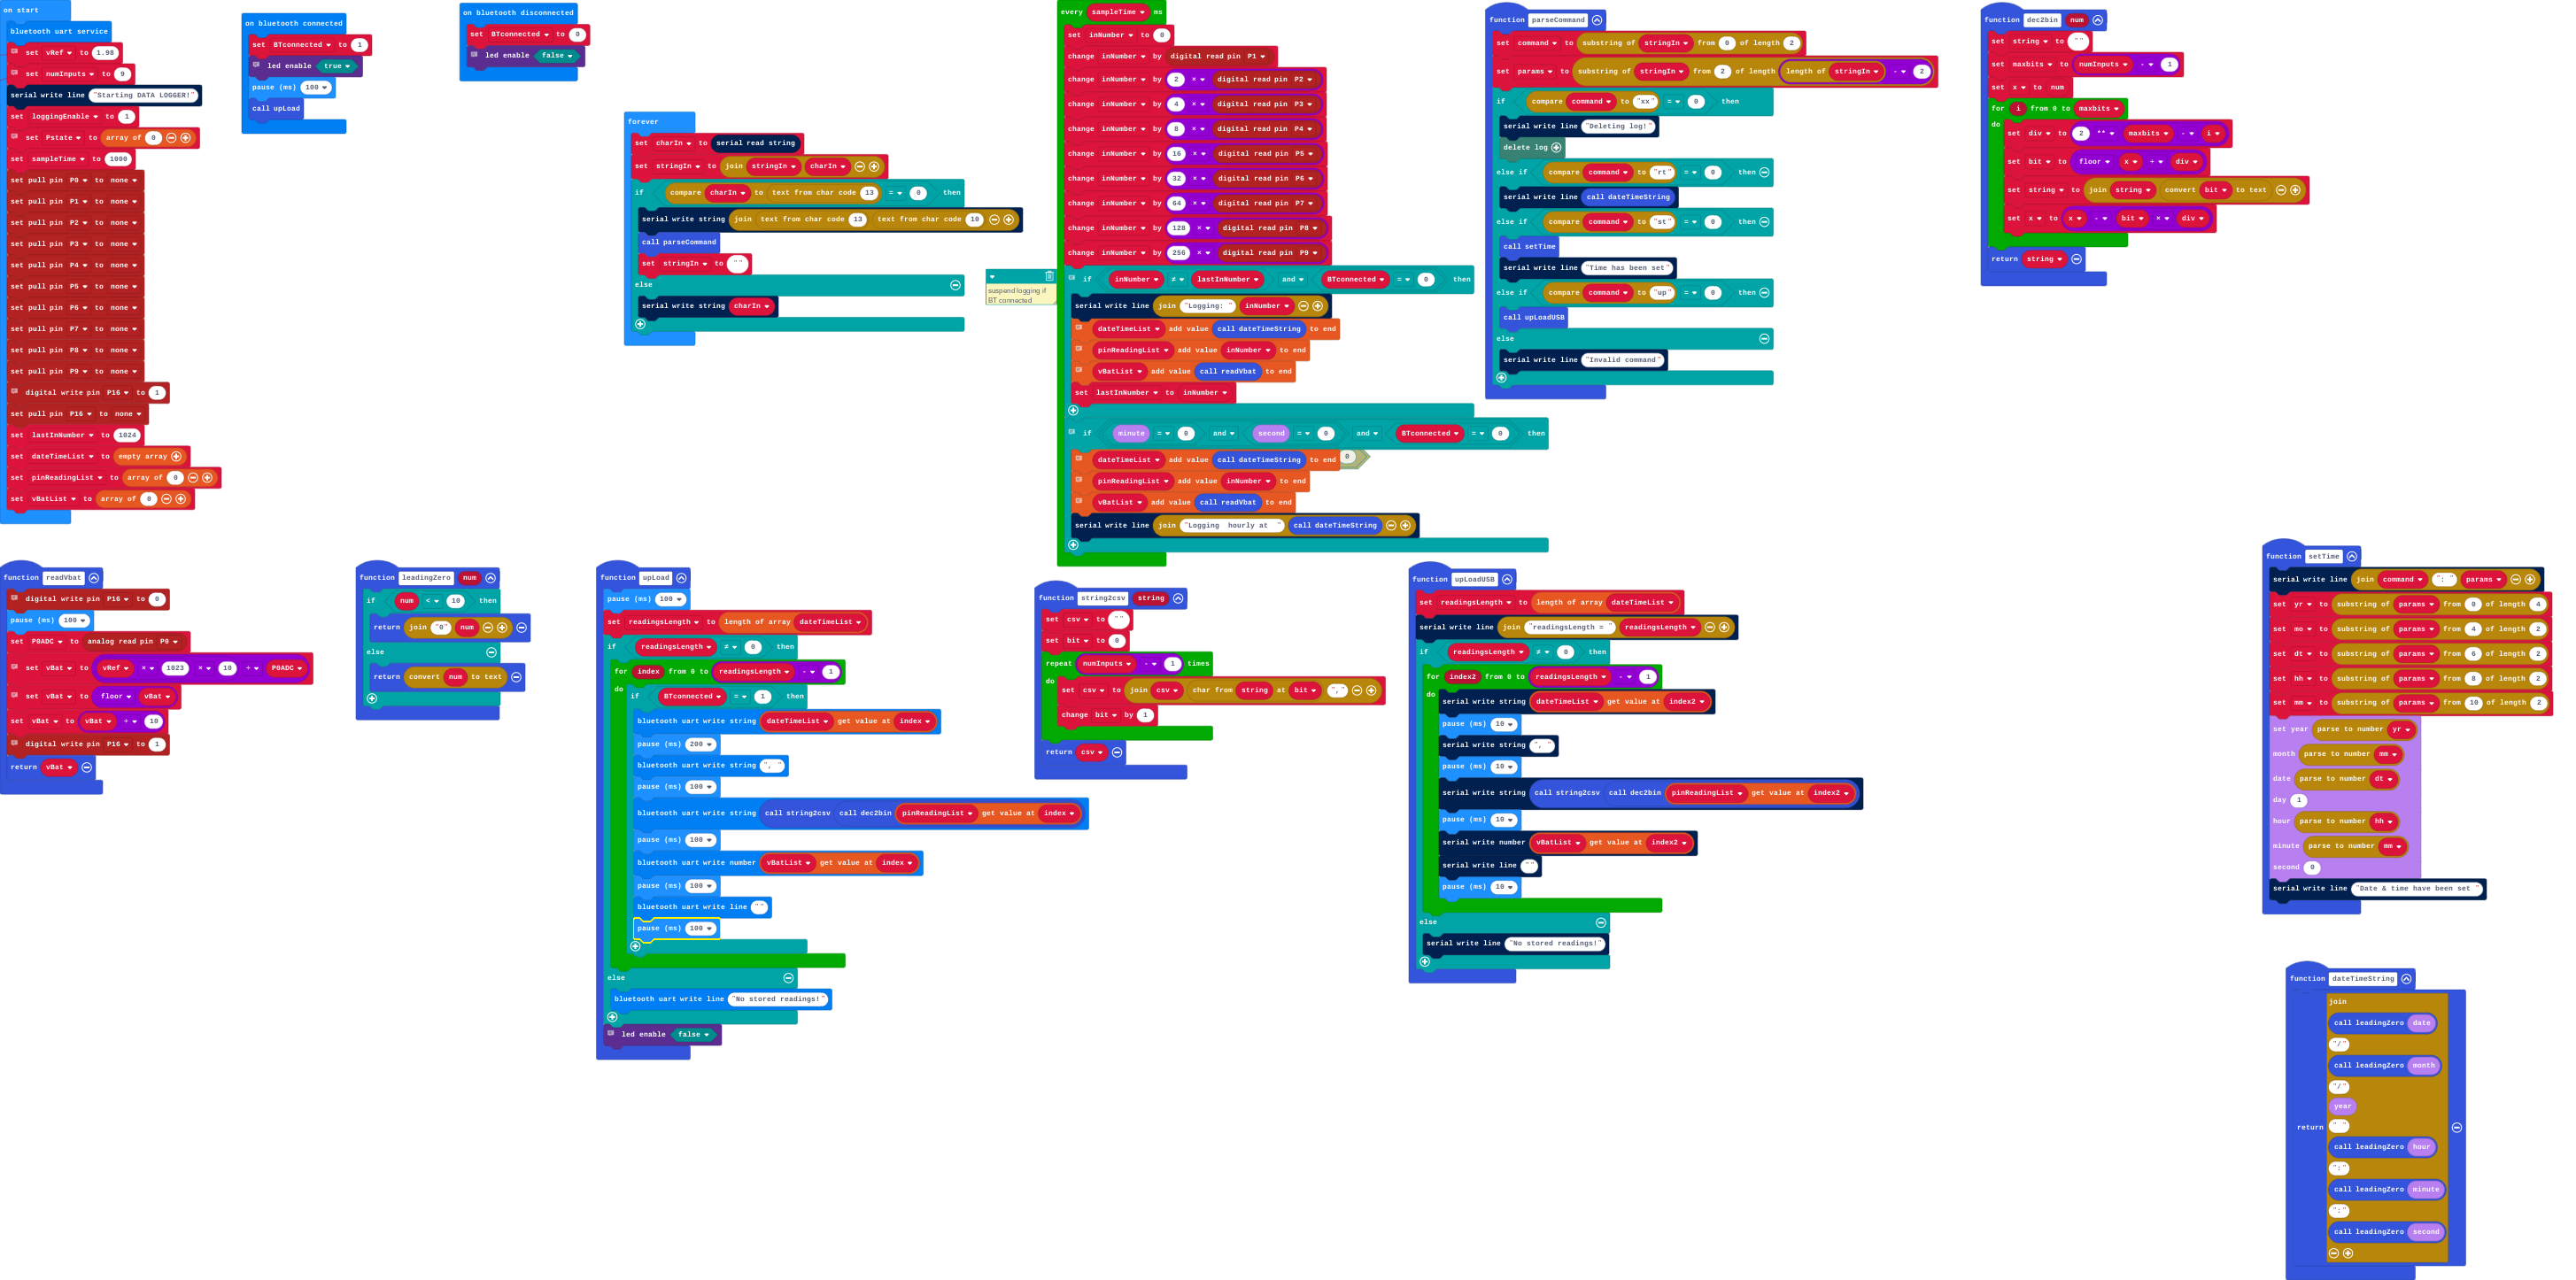 on start
bluetooth uart service
set vRef to 1.98
set numInputs to 9
serial write line "Starting DATA LOGGER!"
set loggingEnable to 1
set Pstate to array of 0
set sampleTime to 1000
set pull pin P0 to none
set pull pin P1 to none
set pull pin P2 to none
set pull pin P3 to none
set pull pin P4 to none
set pull pin P5 to none
set pull pin P6 to none
set pull pin P7 to none
set pull pin P8 to none
set pull pin P9 to none
digital write pin P16 to 1
set pull pin P16 to none
set lastInNumber to 1024
set dateTimeList to empty array
set pinReadingList to array of 0
set vBatList to array of 0
on bluetooth connected
set BTconnected to 1
led enable true
pause (ms) 100
call upLoad
on bluetooth disconnected
set BTconnected to 0
led enable false
forever
set charIn to serial read string
set stringIn to join stringIn charIn
if compare charIn to text from char code 13 = 0 then
serial write string join text from char code 13 text from char code 10
call parseCommand
set stringIn to ""
else
serial write string charIn
suspend logging if
BT connected
every sampleTime ms
set inNumber to 0
change inNumber by digital read pin P1
change inNumber by 2 × digital read pin P2
change inNumber by 4 × digital read pin P3
change inNumber by 8 × digital read pin P4
change inNumber by 16 × digital read pin P5
change inNumber by 32 × digital read pin P6
change inNumber by 64 × digital read pin P7
change inNumber by 128 × digital read pin P8
change inNumber by 256 × digital read pin P9
if inNumber ≠ lastInNumber and BTconnected = 0 then
serial write line join "Logging: " inNumber
dateTimeList add value call dateTimeString to end
pinReadingList add value inNumber to end
vBatList add value call readVbat to end
set lastInNumber to inNumber
if minute = 0 and second = 0 and BTconnected = 0 then
dateTimeList add value call dateTimeString to end
0
pinReadingList add value inNumber to end
vBatList add value call readVbat to end
serial write line join "Logging  hourly at  " call dateTimeString
function parseCommand
set command to substring of stringIn from 0 of length 2
set params to substring of stringIn from 2 of length length of stringIn - 2
if compare command to "xx" = 0 then
serial write line "Deleting log!"
delete log
else if compare command to "rt" = 0 then
serial write line call dateTimeString
else if compare command to "st" = 0 then
call setTime
serial write line "Time has been set"
else if compare command to "up" = 0 then
call upLoadUSB
else
serial write line "Invalid command"
function dec2bin num
set string to ""
set maxbits to numInputs - 1
set x to num
for i from 0 to maxbits
do
set div to 2 ** maxbits - i
set bit to floor x ÷ div
set string to join string convert bit to text
set x to x - bit × div
return string
function readVbat
digital write pin P16 to 0
pause (ms) 100
set P0ADC to analog read pin P0
set vBat to vRef × 1023 × 10 ÷ P0ADC
set vBat to floor vBat
set vBat to vBat ÷ 10
digital write pin P16 to 1
return vBat
function leadingZero num
if num < 10 then
return join "0" num
else
return convert num to text
function upLoad
pause (ms) 100
set readingsLength to length of array dateTimeList
if readingsLength ≠ 0 then
for index from 0 to readingsLength - 1
do
if BTconnected = 1 then
bluetooth uart write string dateTimeList get value at index
pause (ms) 200
bluetooth uart write string ", "
pause (ms) 100
bluetooth uart write string call string2csv call dec2bin pinReadingList get value at index
pause (ms) 100
bluetooth uart write number vBatList get value at index
pause (ms) 100
bluetooth uart write line ""
pause (ms) 100
else
bluetooth uart write line "No stored readings!"
led enable false
function string2csv string
set csv to ""
set bit to 0
repeat numInputs - 1 times
do
set csv to join csv char from string at bit ","
change bit by 1
return csv
function upLoadUSB
set readingsLength to length of array dateTimeList
serial write line join "readingsLength = " readingsLength
if readingsLength ≠ 0 then
for index2 from 0 to readingsLength - 1
do
serial write string dateTimeList get value at index2
pause (ms) 10
serial write string ", "
pause (ms) 10
serial write string call string2csv call dec2bin pinReadingList get value at index2
pause (ms) 10
serial write number vBatList get value at index2
serial write line ""
pause (ms) 10
else
serial write line "No stored readings!"
function setTime
serial write line join command ": " params
set yr to substring of params from 0 of length 4
set mo to substring of params from 4 of length 2
set dt to substring of params from 6 of length 2
set hh to substring of params from 8 of length 2
set mm to substring of params from 10 of length 2
set year parse to number yr
month parse to number mm
date parse to number dt
day 1
hour parse to number hh
minute parse to number mm
second 0
serial write line "Date & time have been set "
function dateTimeString
join
call leadingZero date
"/"
call leadingZero month
"/"
year
return " "
call leadingZero hour
":"
call leadingZero minute
":"
call leadingZero second